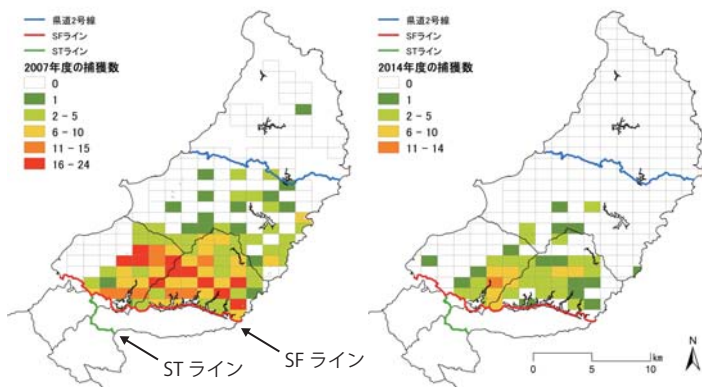 県道2号線
SFライン
STライン
2007年度の捕獲数
0
1
2 - 5
6 - 10
11 - 15
16 - 24
ST ライン
SF ライン
県道2号線
SFライン
STライン
2014年度の捕獲数
0
1
2 - 5
6 - 10
11 - 14
N
0 5 10
km